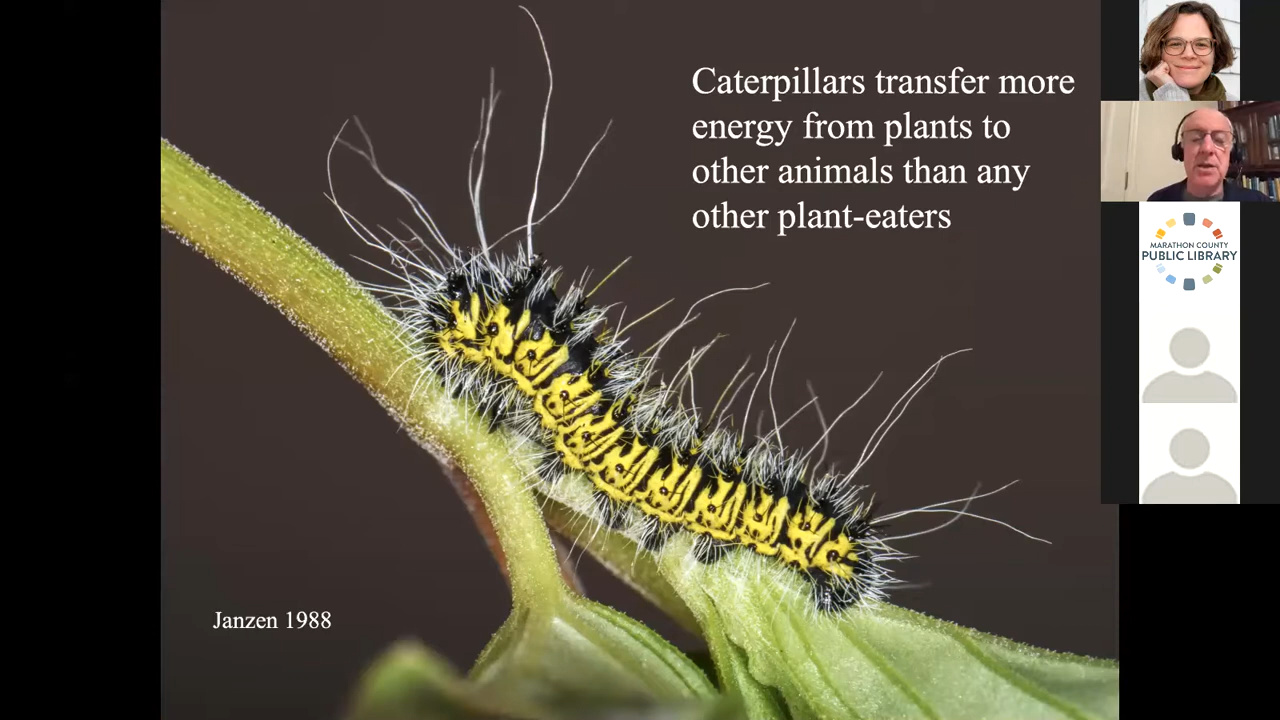 Caterpillars transfer more
energy from plants to
other animals than any
other plant-eaters
Janzen 1988
MARATHON COUNTY
PUBLIC LIBRARY